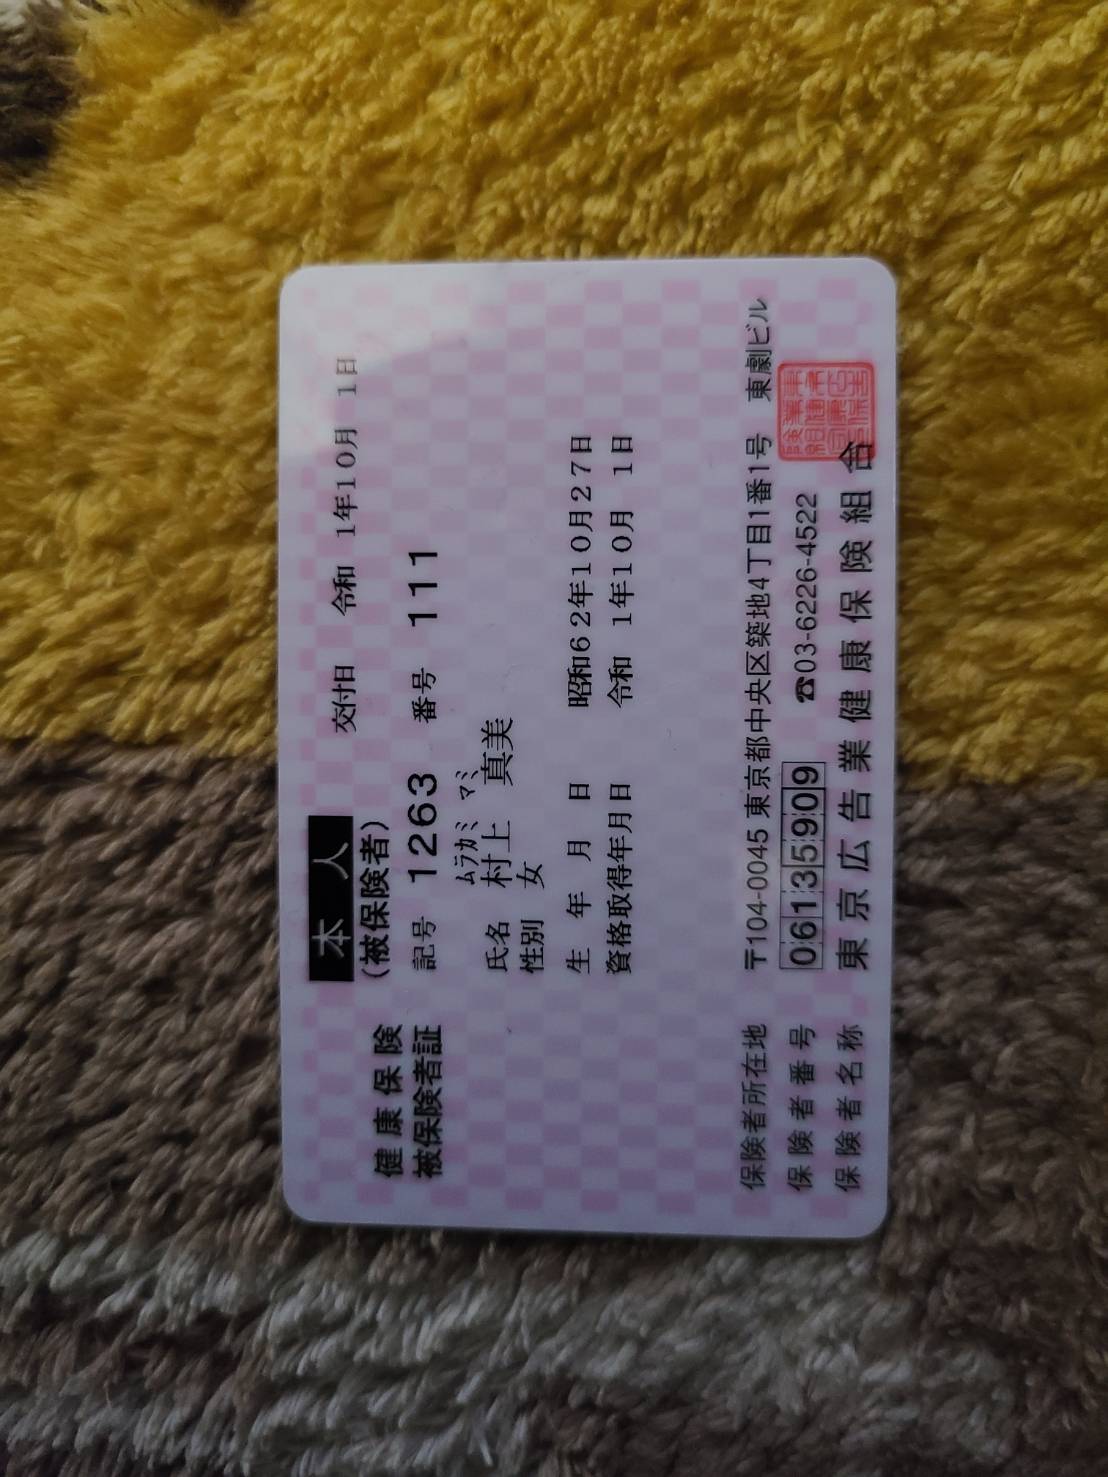 本人
(被保険者)
交付日 令和 1年10月 1日
健康保険
被保険者証
記号 1263 番号 111
ムラカミ マミ
氏名 村上 真美
性別 女
生年月日 昭和62年10月27日
資格取得年月日 令和 1年10月 1日
保険者所在地 〒104-0045 東京都中央区築地4丁目1番1号 東劇ビル
保険者番号 06135909 ☎03-6226-4522
保険者名称 東京広告業健康保険組合